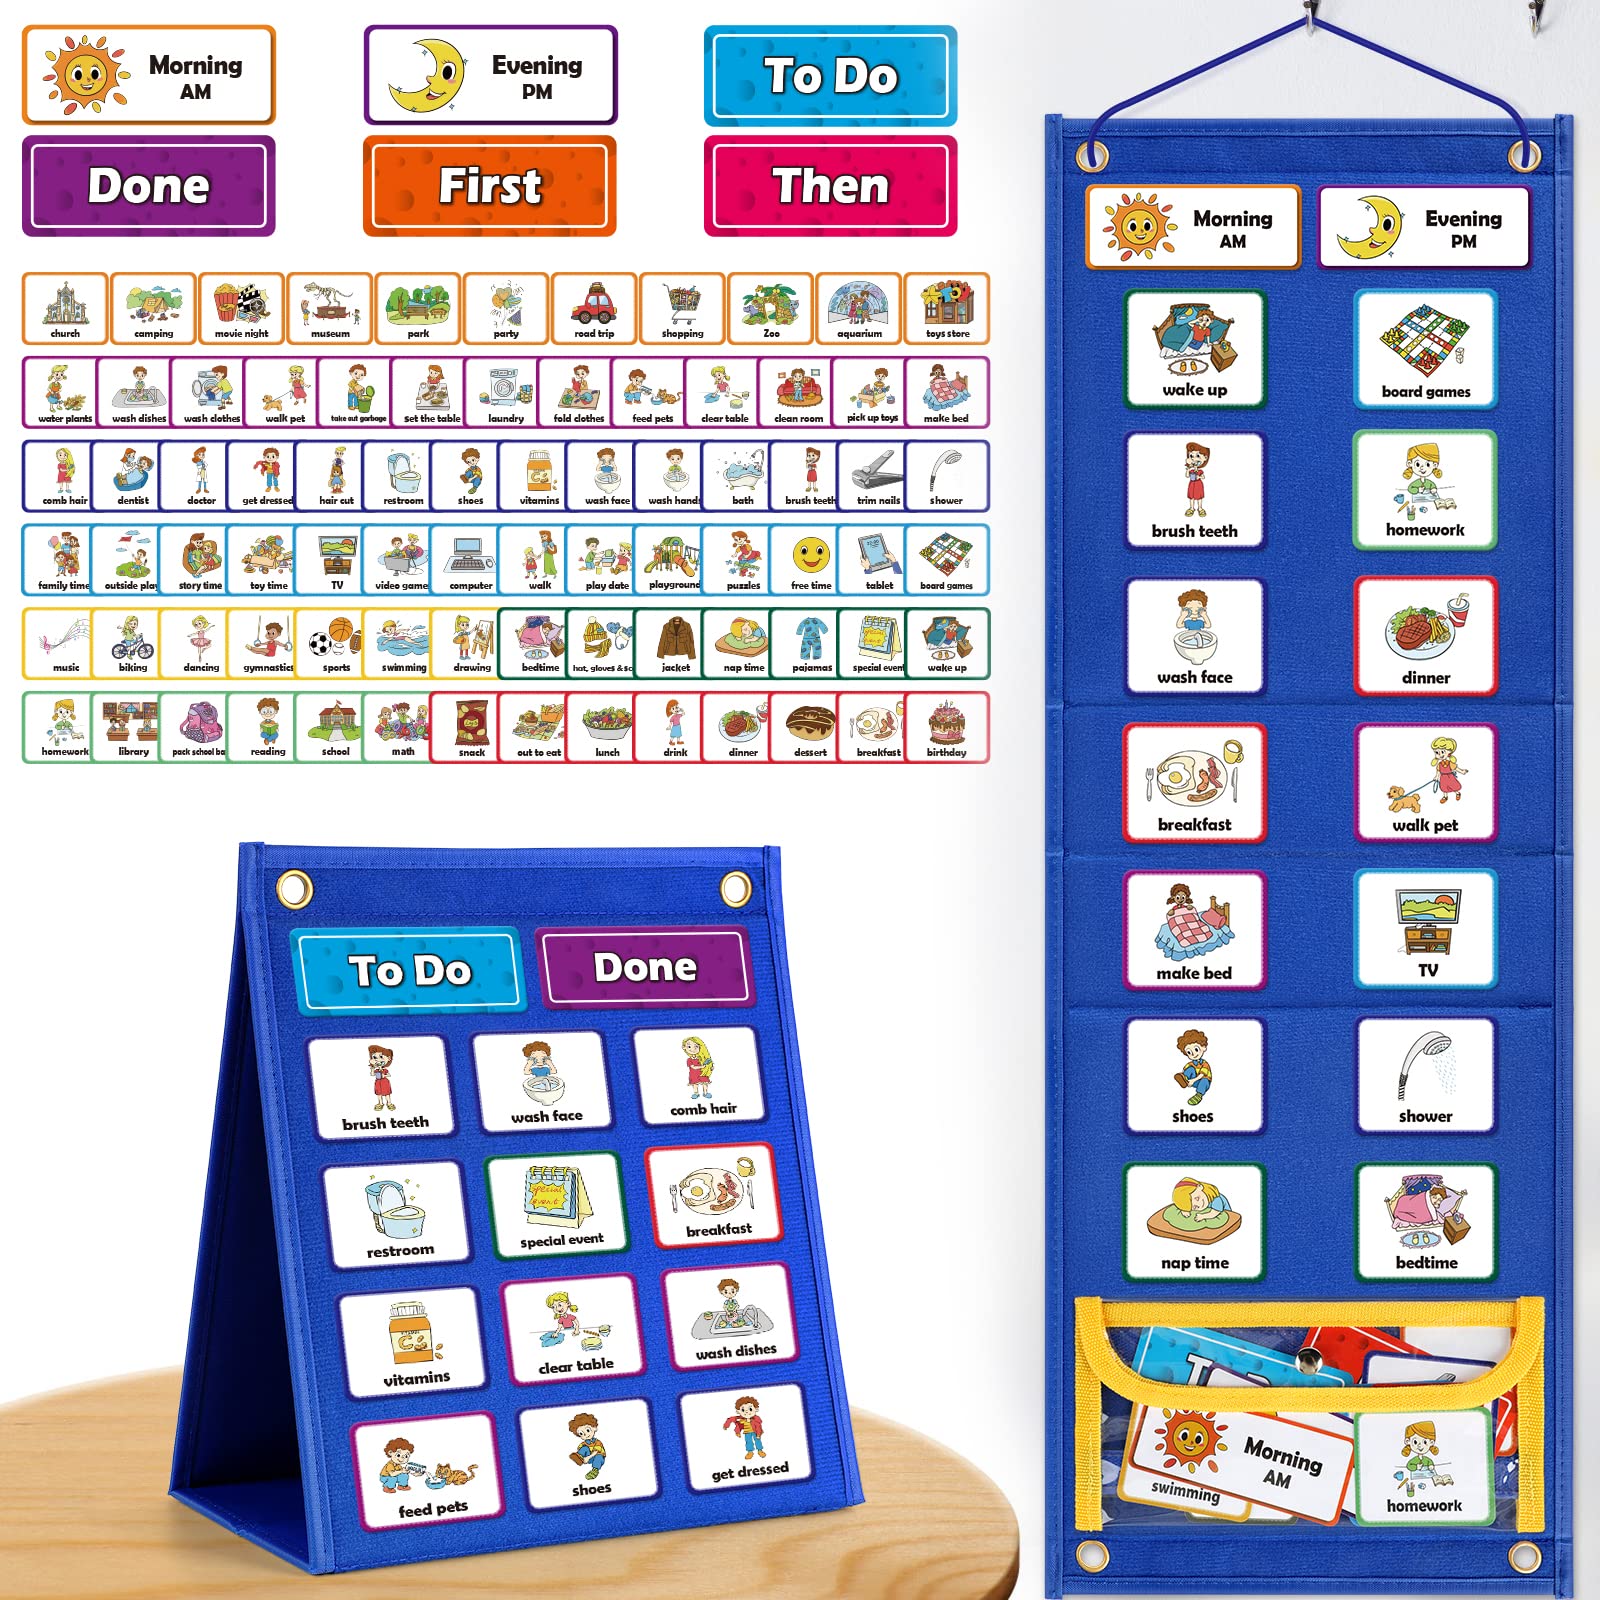 Morning
AM
Evening
PM
To Do
Done
First
Then
church
camping
movie night
museum
park
party
road trip
shopping
Zoo
aquarium
toys store
water plants
wash dishes
wash clothes
walk pet
take out garbage
set the table
laundry
fold clothes
feed pets
clear table
clean room
pick up toys
make bed
comb hair
dentist
doctor
get dressed
hair cut
restroom
shoes
vitamins
wash face
wash hands
bath
brush teeth
trim nails
shower
family time
outside play
story time
toy time
TV
video game
computer
walk
play date
playground
puzzles
free time
tablet
board games
music
biking
dancing
gymnastics
sports
swimming
drawing
bedtime
hat, gloves & sc
jacket
nap time
pajamas
special event
wake up
homework
library
pack school ba
reading
school
math
snack
out to eat
lunch
drink
dinner
dessert
breakfast
birthday
To Do
Done
brush teeth
wash face
comb hair
restroom
special event
special event
breakfast
vitamins
clear table
wash dishes
feed pets
shoes
get dressed
Morning
AM
Evening
PM
wake up
board games
brush teeth
homework
wash face
dinner
breakfast
walk pet
make bed
TV
shoes
shower
nap time
bedtime
Morning
AM
swimming
homework